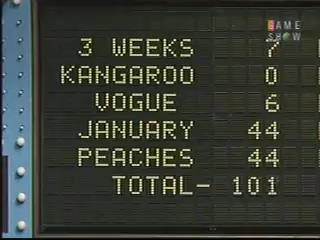 GAME
SHOW
3 WEEKS 7
KANGAROO 0
VOGUE 6
JANUARY 44
PEACHES 44
TOTAL- 101